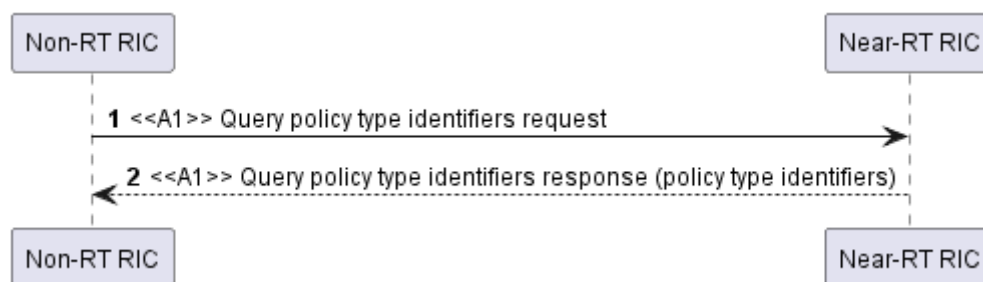 Non-RT RIC
Near-RT RIC
1 <<A1>> Query policy type identifiers request
2 <<A1>> Query policy type identifiers response (policy type identifiers)
Non-RT RIC
Near-RT RIC